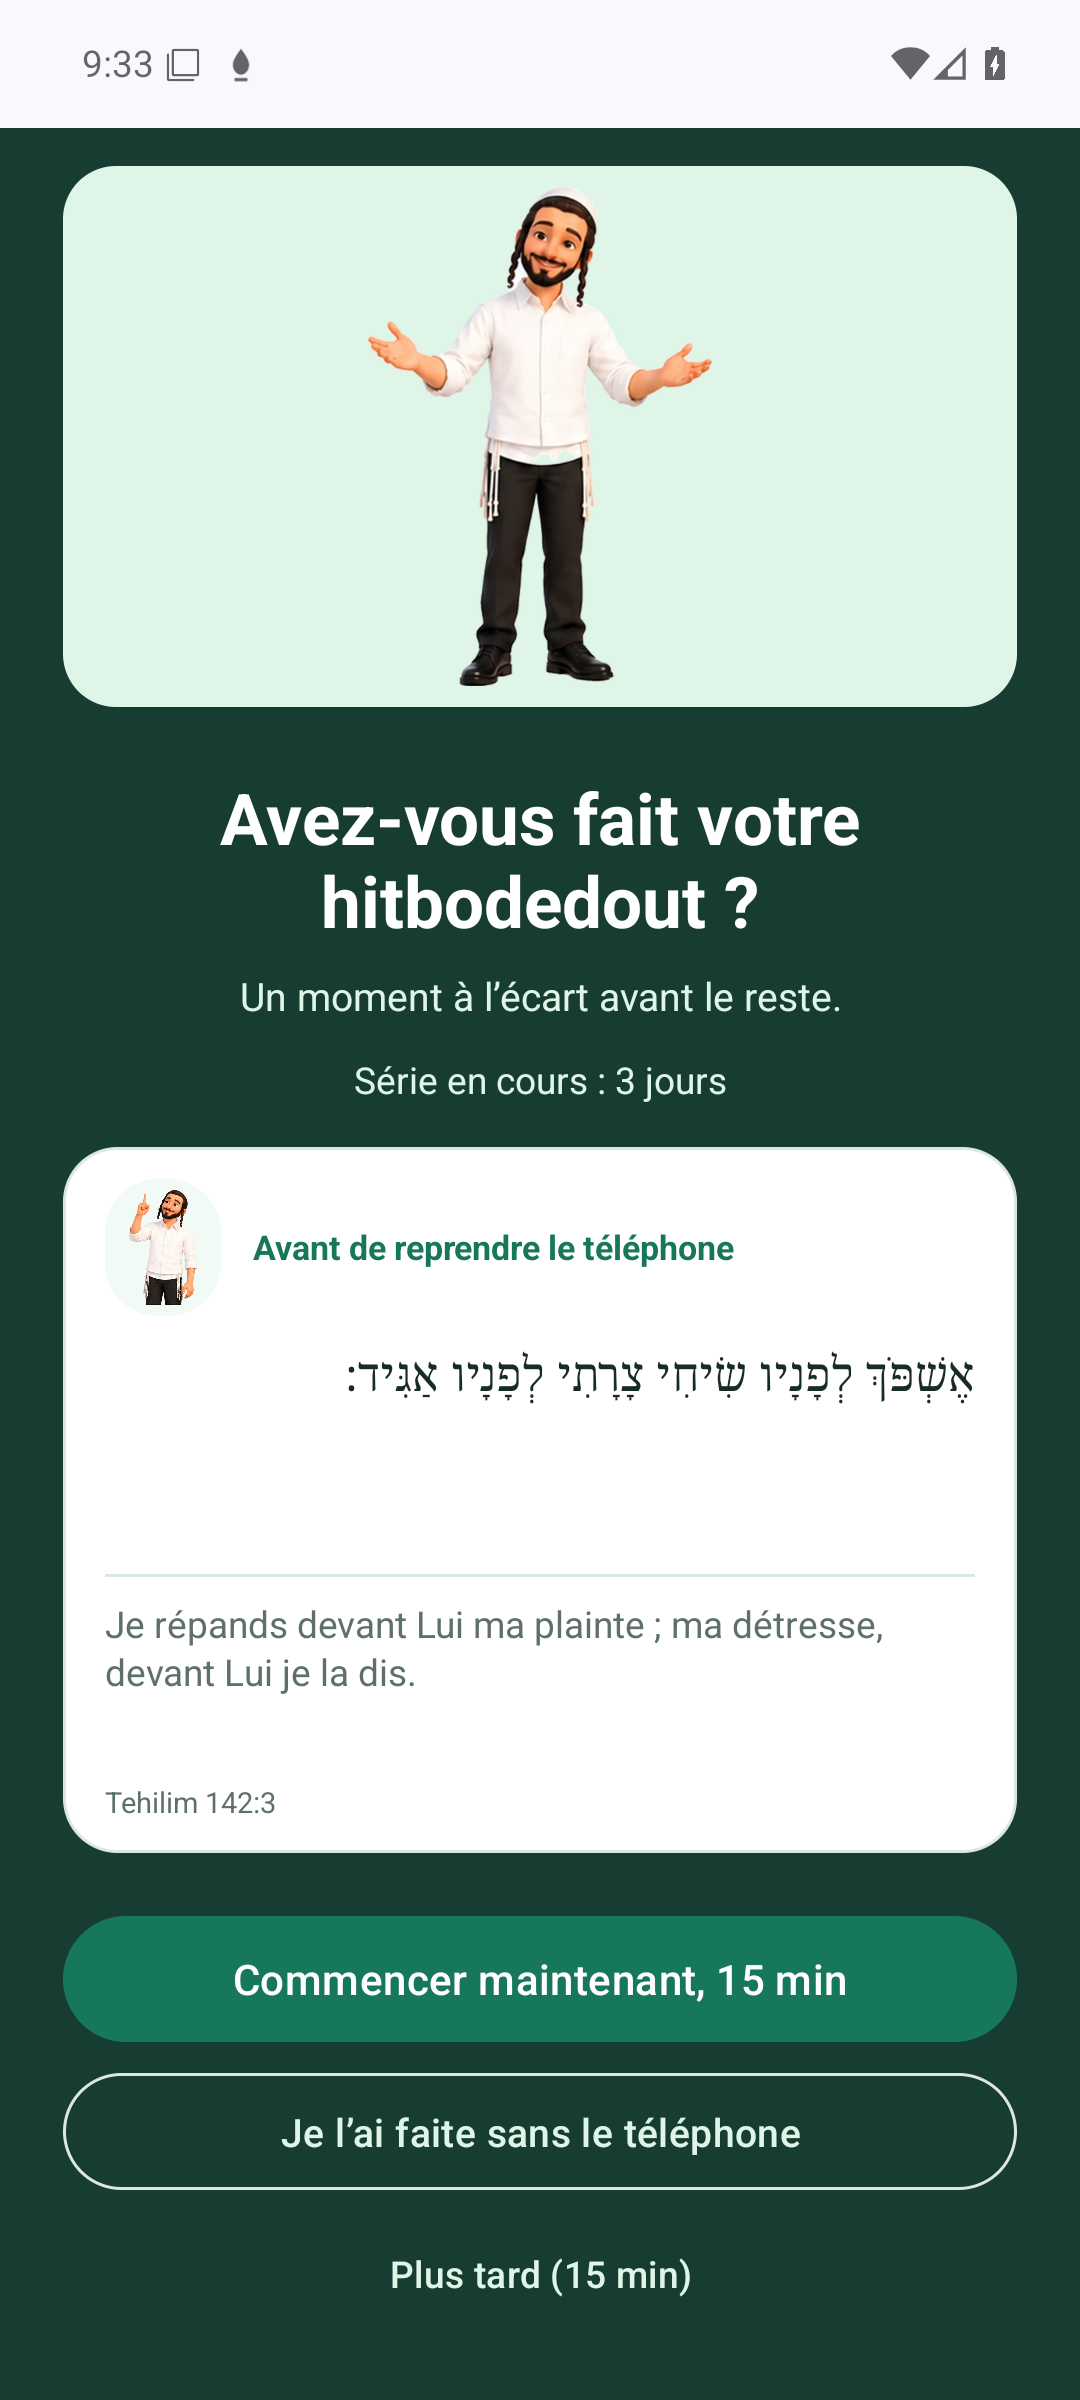 9:33
Avez-vous fait votre
hitbodedout ?
Un moment à l’écart avant le reste.
Série en cours : 3 jours
Avant de reprendre le téléphone
אֶשְׁפֹּךְ לְפָנָיו שִׂיחִי צָרָתִי לְפָנָיו אַגִּיד:
Je répands devant Lui ma plainte ; ma détresse,
devant Lui je la dis.
Tehilim 142:3
Commencer maintenant, 15 min
Je l’ai faite sans le téléphone
Plus tard (15 min)